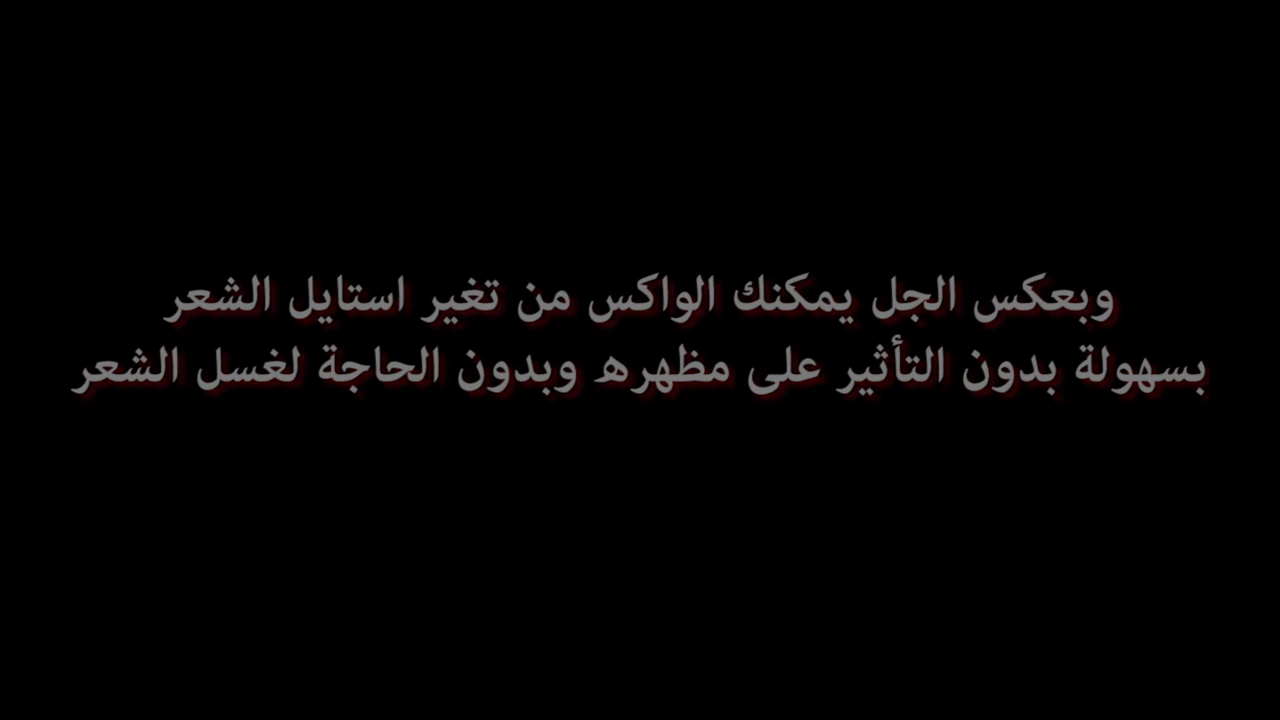 وبعكس الجل يمكنك الواكس من تغير استايل الشعر
بسهولة بدون التأثير على مظهره وبدون الحاجة لغسل الشعر